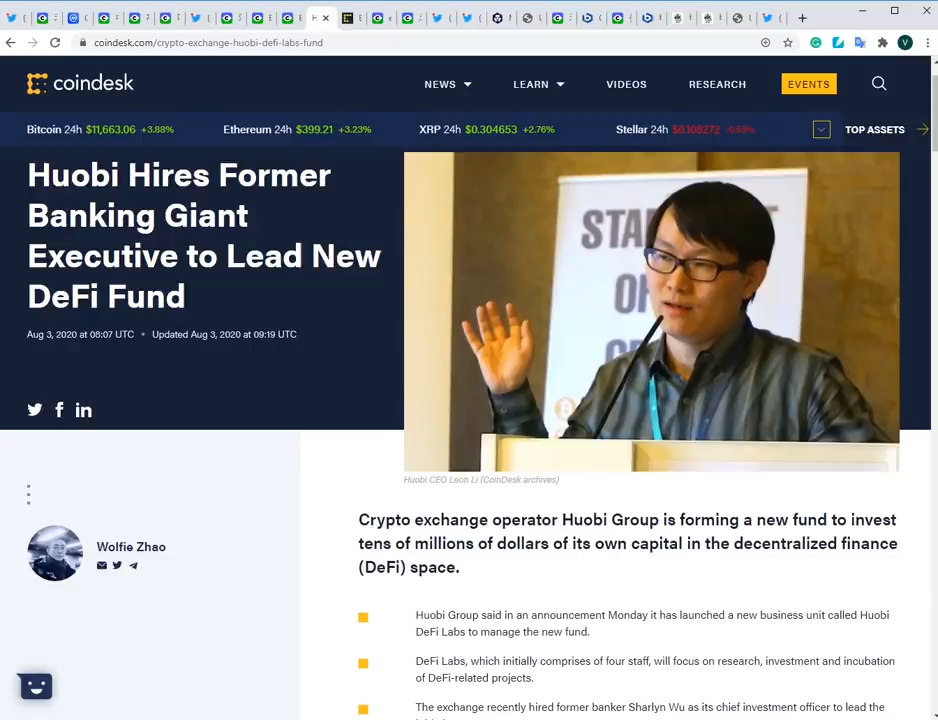 coindesk.com/crypto-exchange-huobi-defi-labs-fund
V
coindesk
NEWS
LEARN
VIDEOS
RESEARCH
EVENTS
Bitcoin 24h $11,663.06 +3.88%
Ethereum 24h $399.21 +3.23%
XRP 24h $0.304653 +2.76%
Stellar 24h $0.108272 -0.55%
TOP ASSETS
Huobi Hires Former
Banking Giant
Executive to Lead New
DeFi Fund
Aug 3, 2020 at 08:07 UTC • Updated Aug 3, 2020 at 09:19 UTC
Huobi CEO Leon Li (CoinDesk archives)
Wolfie Zhao
Crypto exchange operator Huobi Group is forming a new fund to invest
tens of millions of dollars of its own capital in the decentralized finance
(DeFi) space.
Huobi Group said in an announcement Monday it has launched a new business unit called Huobi
DeFi Labs to manage the new fund.
DeFi Labs, which initially comprises of four staff, will focus on research, investment and incubation
of DeFi-related projects.
The exchange recently hired former banker Sharlyn Wu as its chief investment officer to lead the